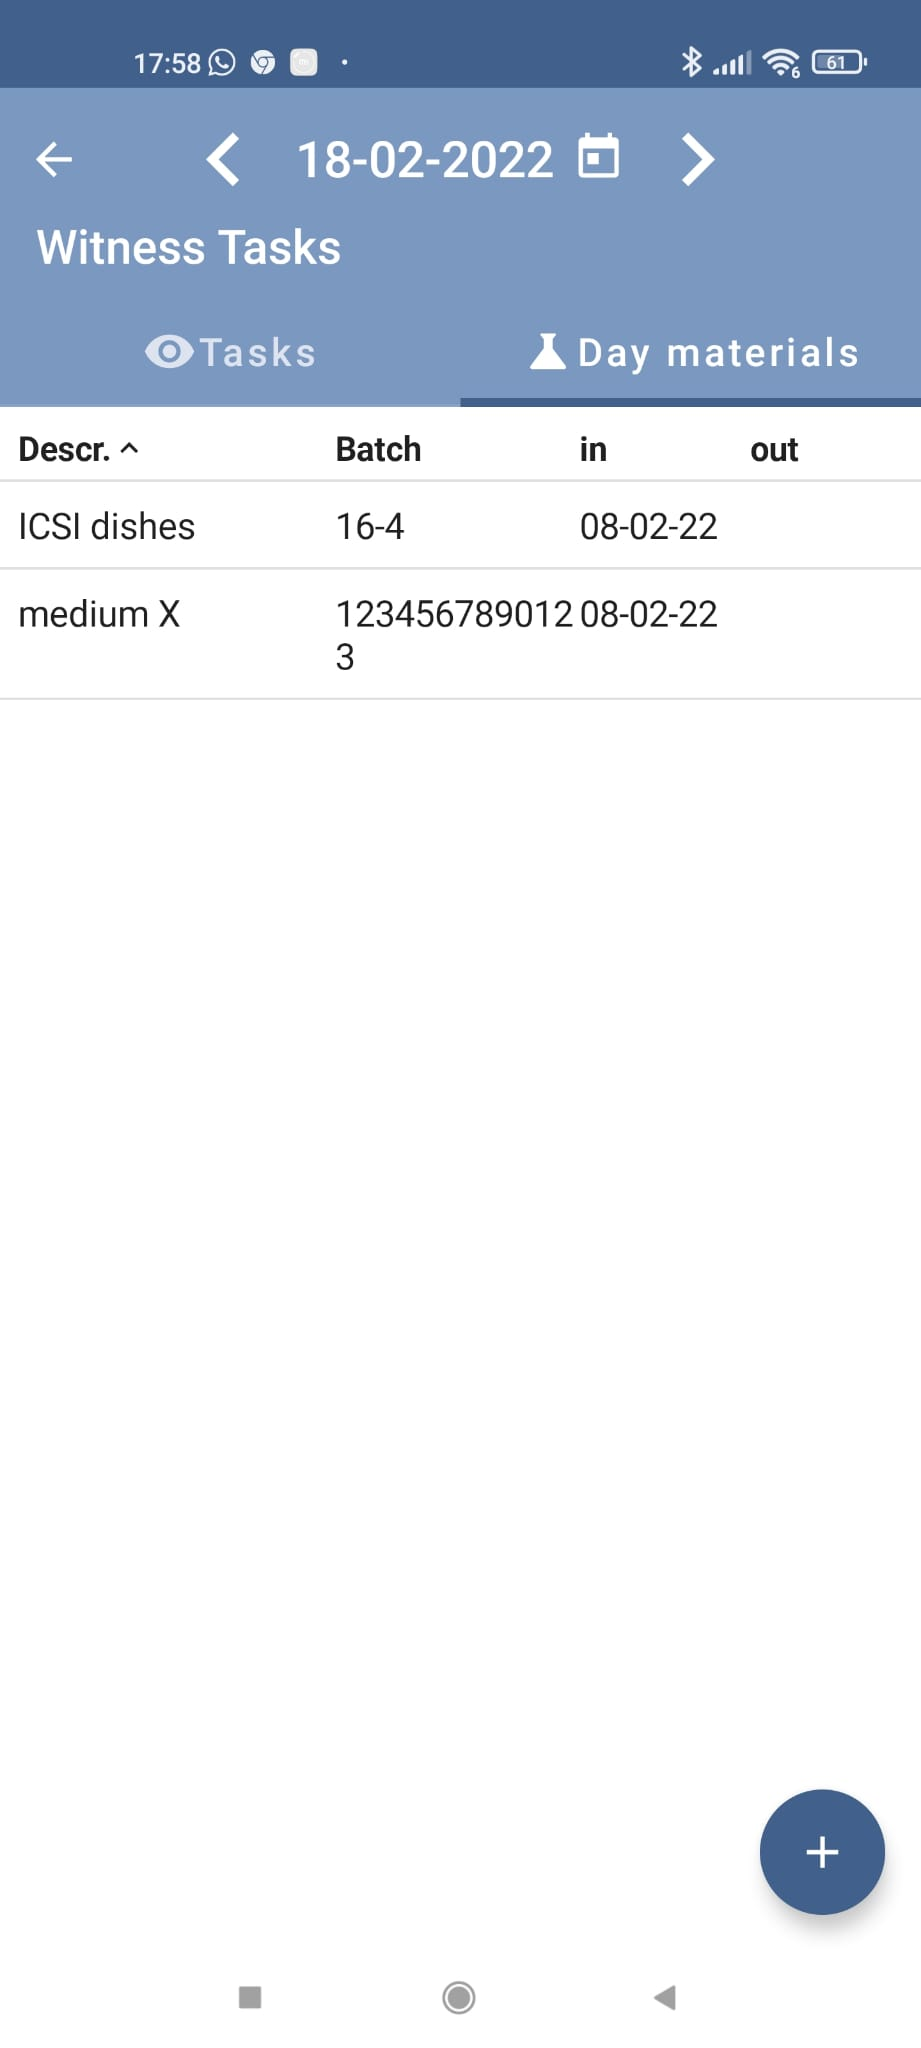 17:58
6
61
18-02-2022
Witness Tasks
Tasks
Day materials
Descr. Batch in out
ICSI dishes 16-4 08-02-22
medium X 123456789012 08-02-22
3